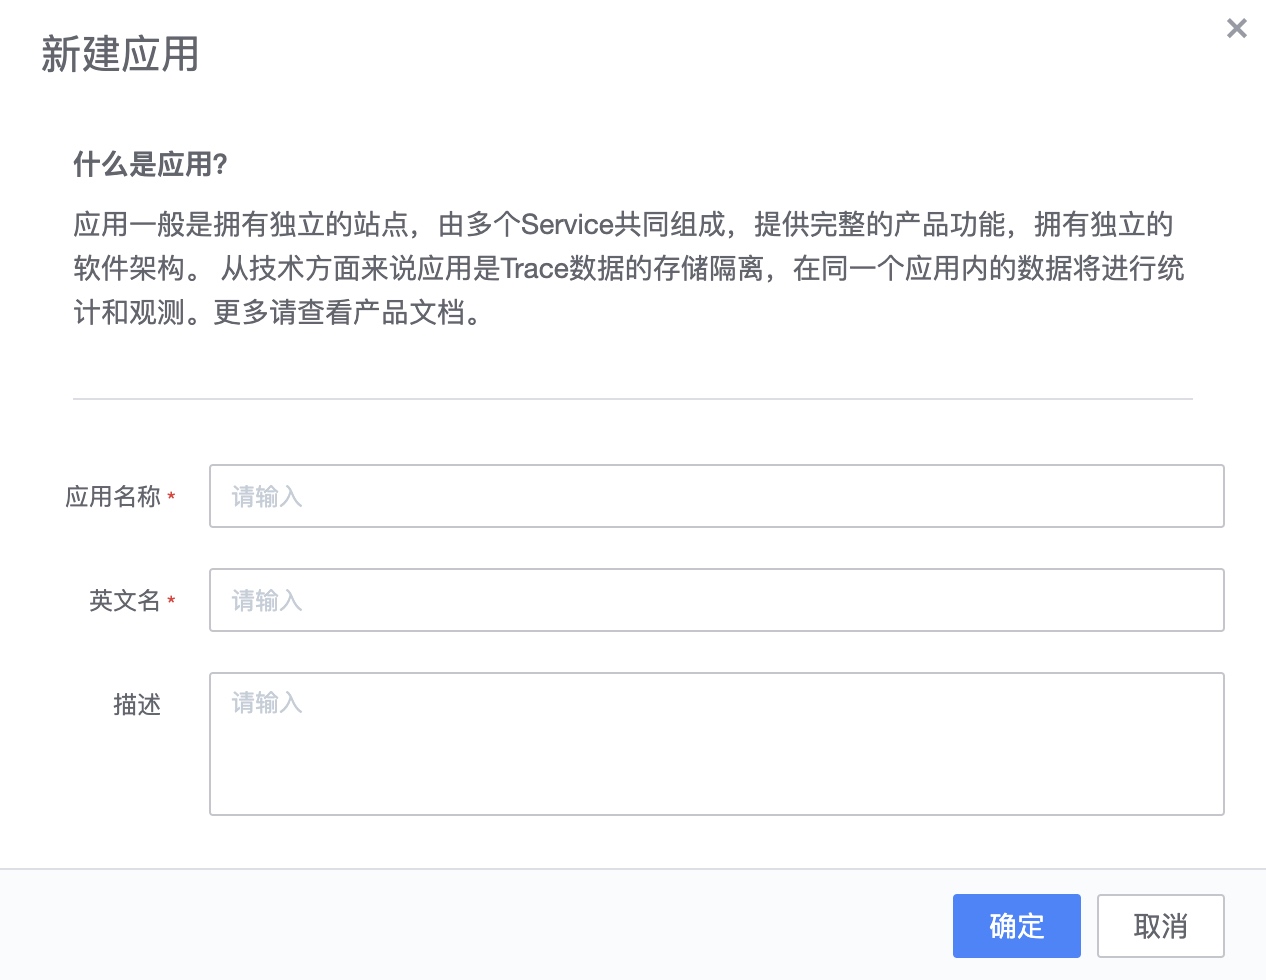 新建应用
什么是应用?
应用一般是拥有独立的站点，由多个Service共同组成，提供完整的产品功能，拥有独立的
软件架构。 从技术方面来说应用是Trace数据的存储隔离，在同一个应用内的数据将进行统
计和观测。更多请查看产品文档。
应用名称 * 请输入
英文名 * 请输入
描述 请输入
确定 取消